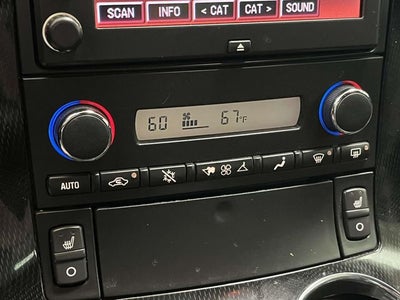 SCAN INFO < CAT CAT > SOUND
60 67°F
AUTO